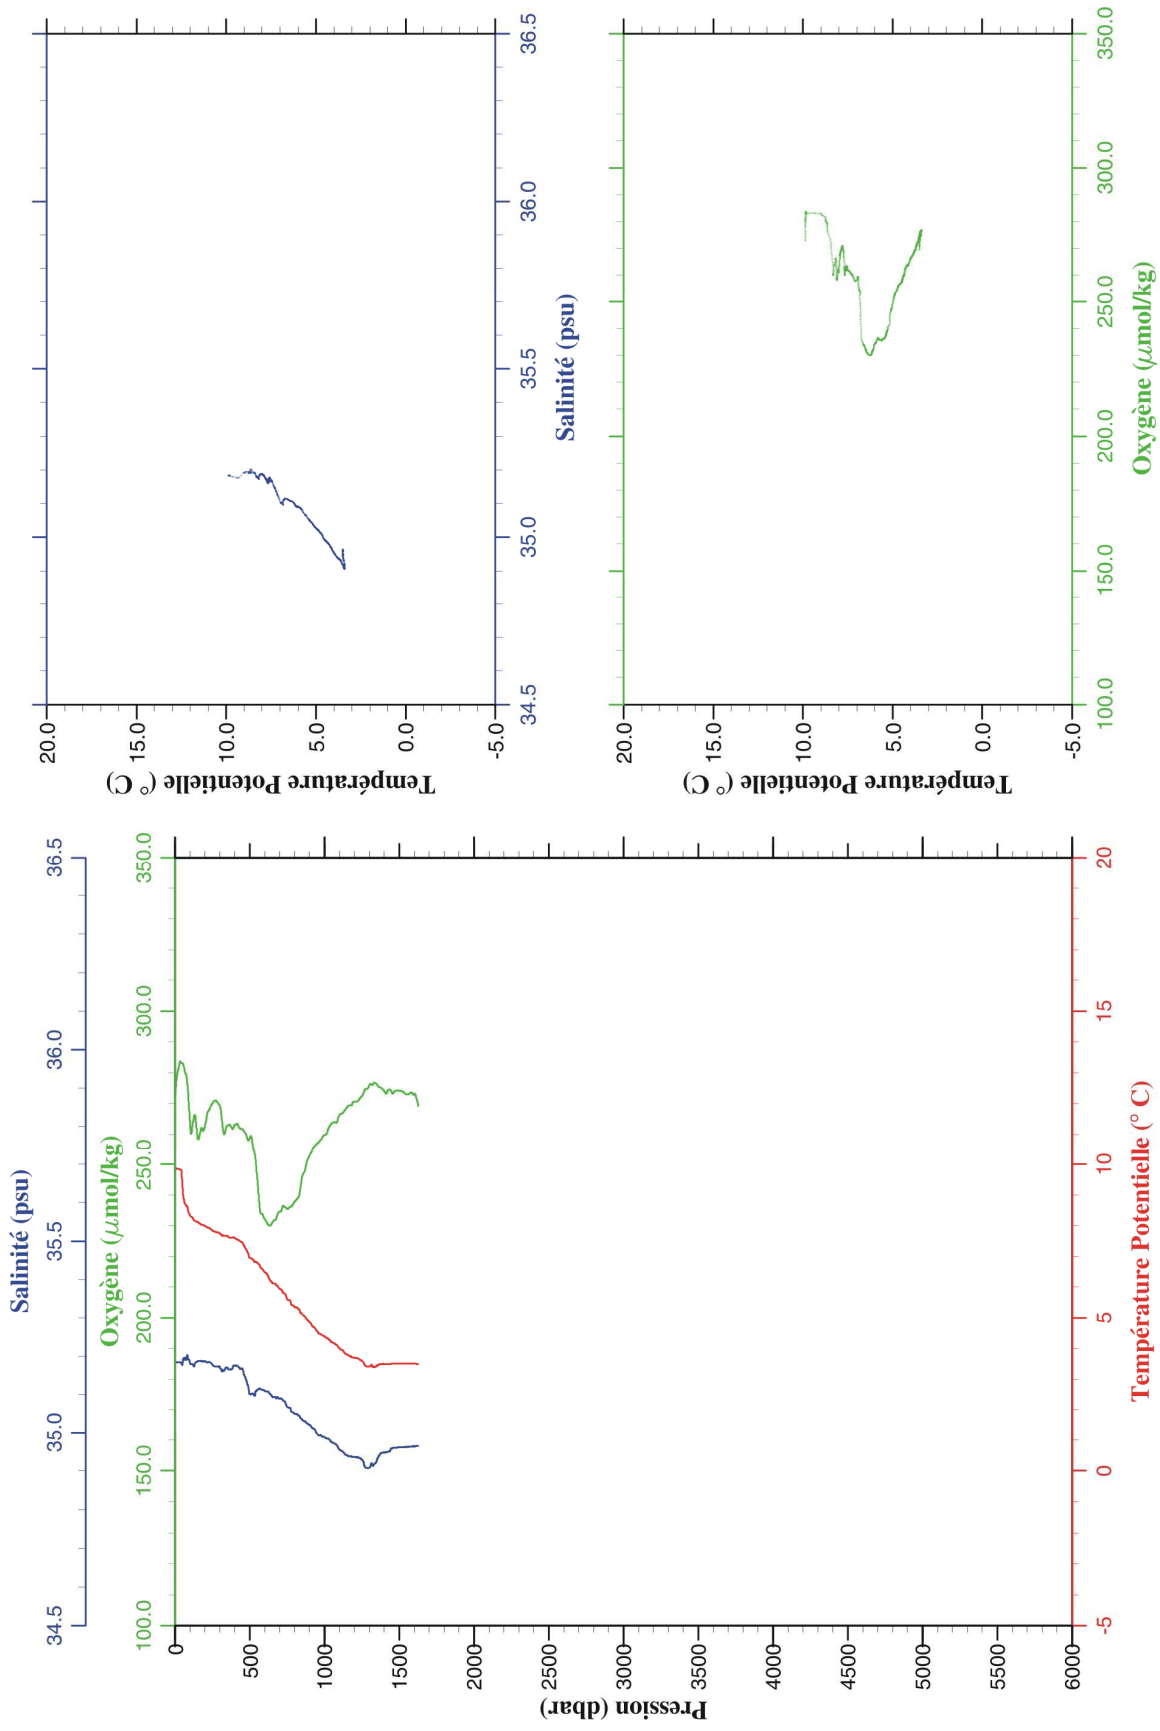 Salinité (psu)
34.5 35.0 35.5 36.0 36.5
Oxygène (μmol/kg)
100.0 150.0 200.0 250.0 300.0 350.0
Pression (dbar)
0
500
1000
1500
2000
2500
3000
3500
4000
4500
5000
5500
6000
-5 0 5 10 15 20
Température Potentielle (° C)
Température Potentielle (° C)
20.0
15.0
10.0
5.0
0.0
-5.0
34.5 35.0 35.5 36.0 36.5
Salinité (psu)
Température Potentielle (° C)
20.0
15.0
10.0
5.0
0.0
-5.0
100.0 150.0 200.0 250.0 300.0 350.0
Oxygène (μmol/kg)